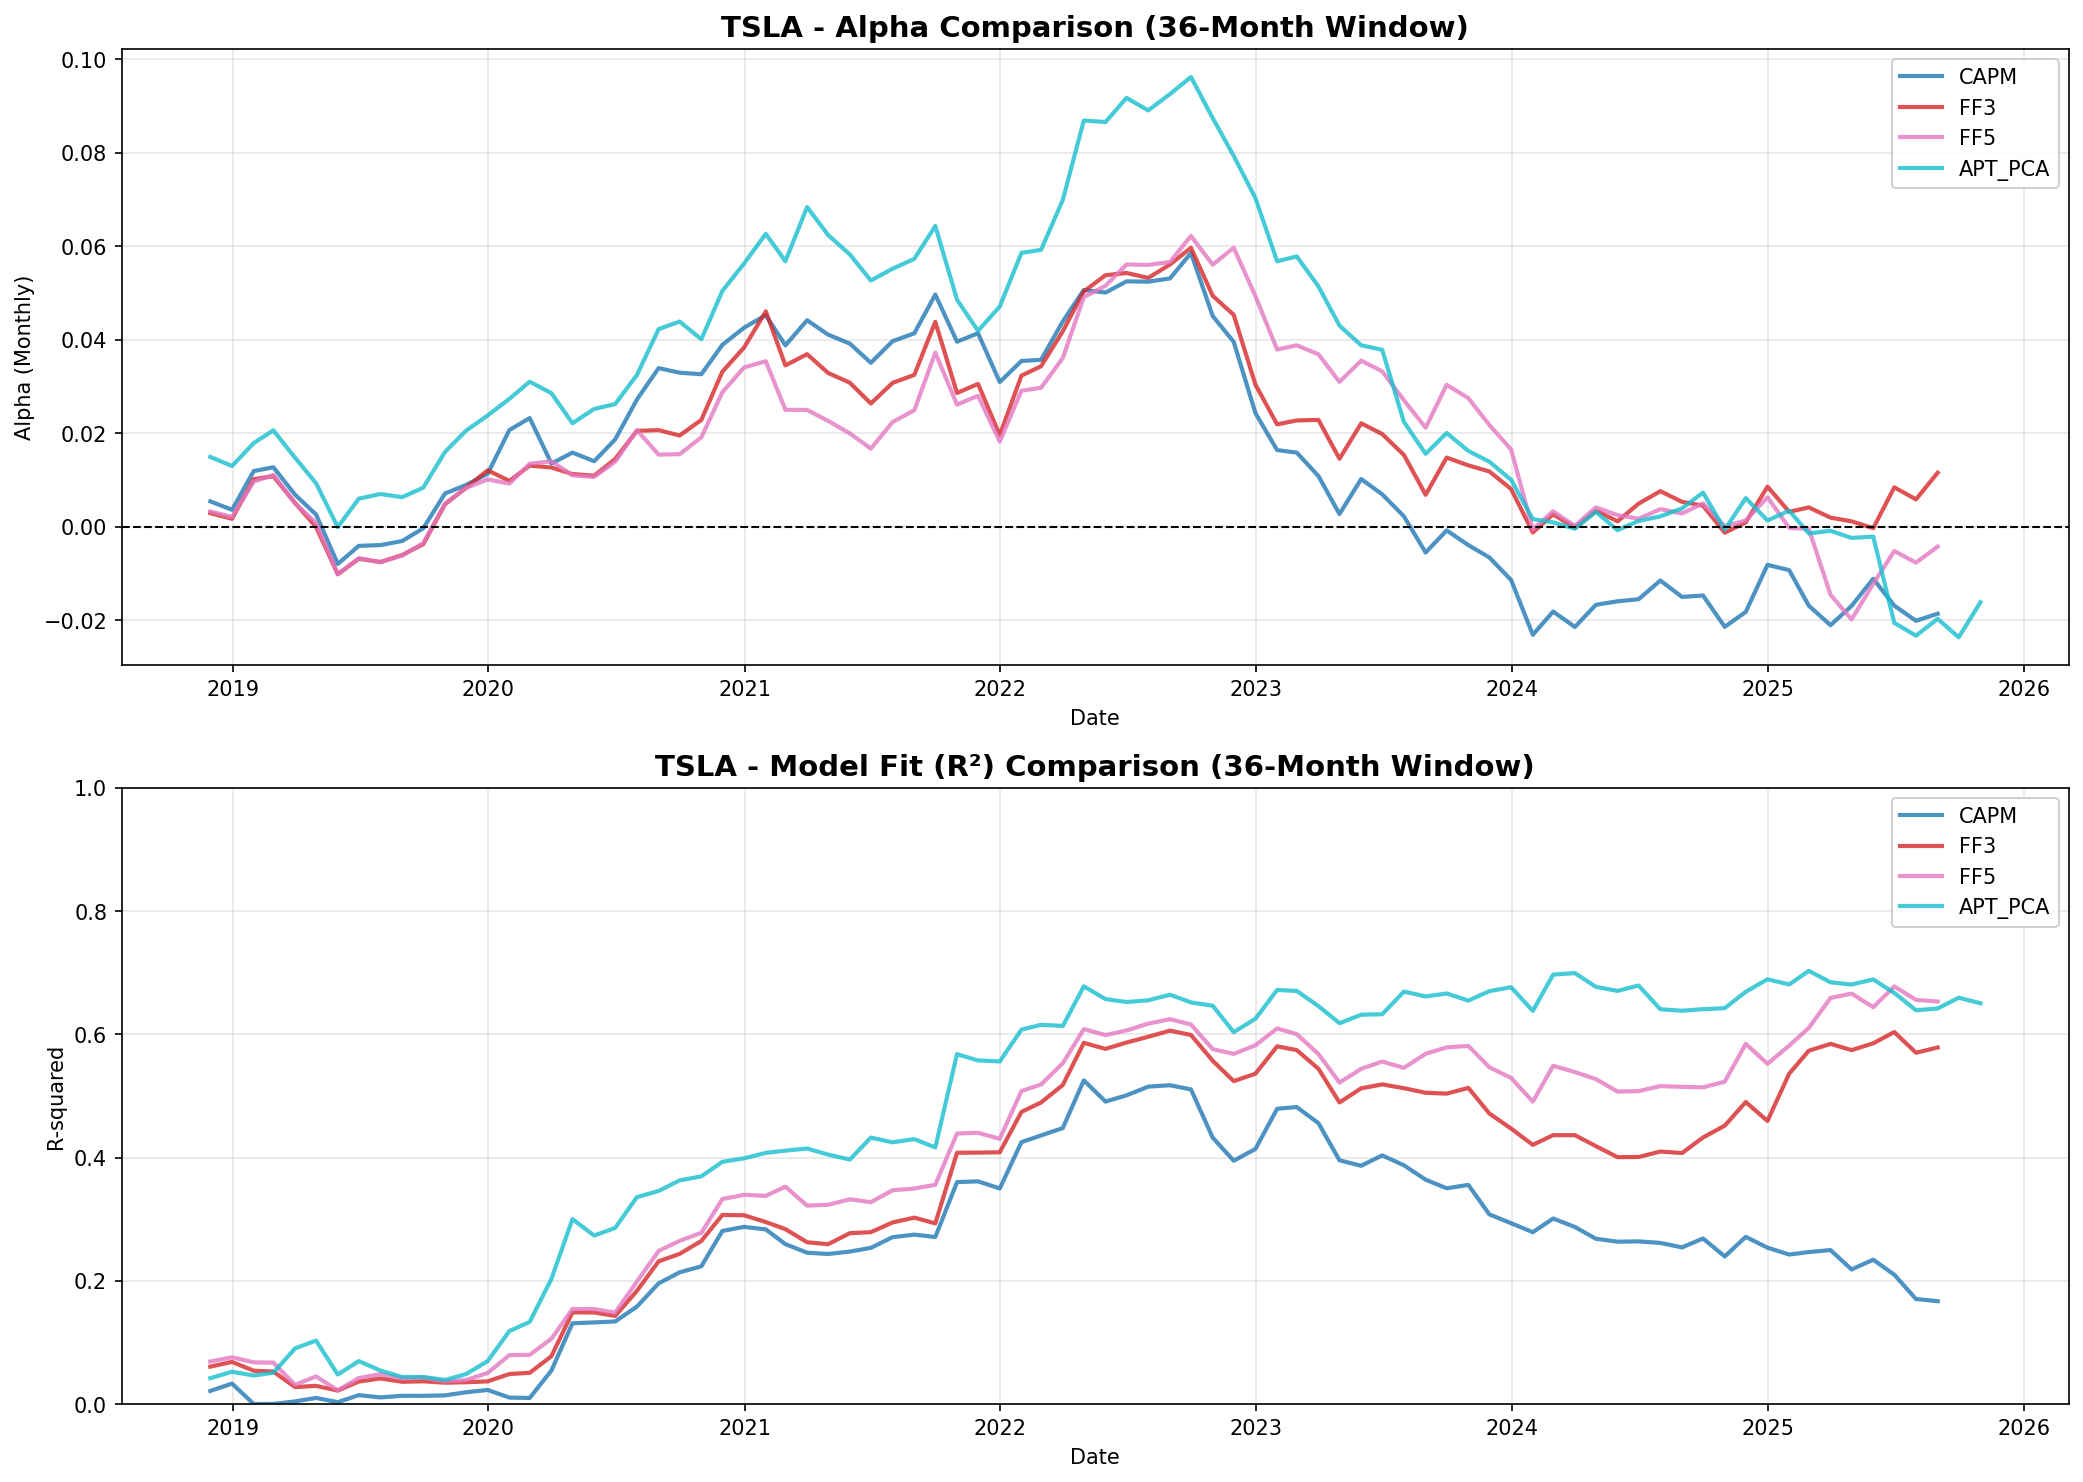 TSLA - Alpha Comparison (36-Month Window)
Alpha (Monthly)
0.10
0.08
0.06
0.04
0.02
0.00
−0.02
CAPM
FF3
FF5
APT_PCA
2019 2020 2021 2022 2023 2024 2025 2026
Date
TSLA - Model Fit (R²) Comparison (36-Month Window)
R-squared
1.0
0.8
0.6
0.4
0.2
0.0
CAPM
FF3
FF5
APT_PCA
2019 2020 2021 2022 2023 2024 2025 2026
Date